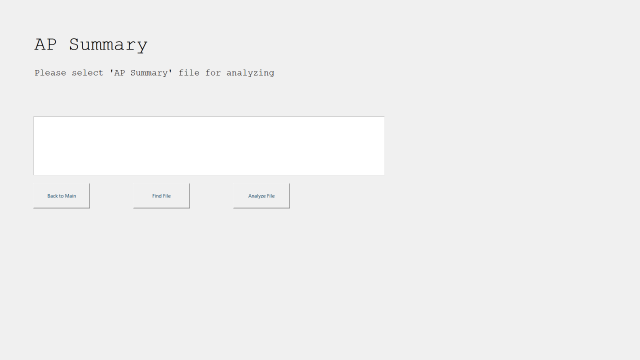 AP Summary
Please select 'AP Summary' file for analyzing
Back to Main
Find File
Analyze File